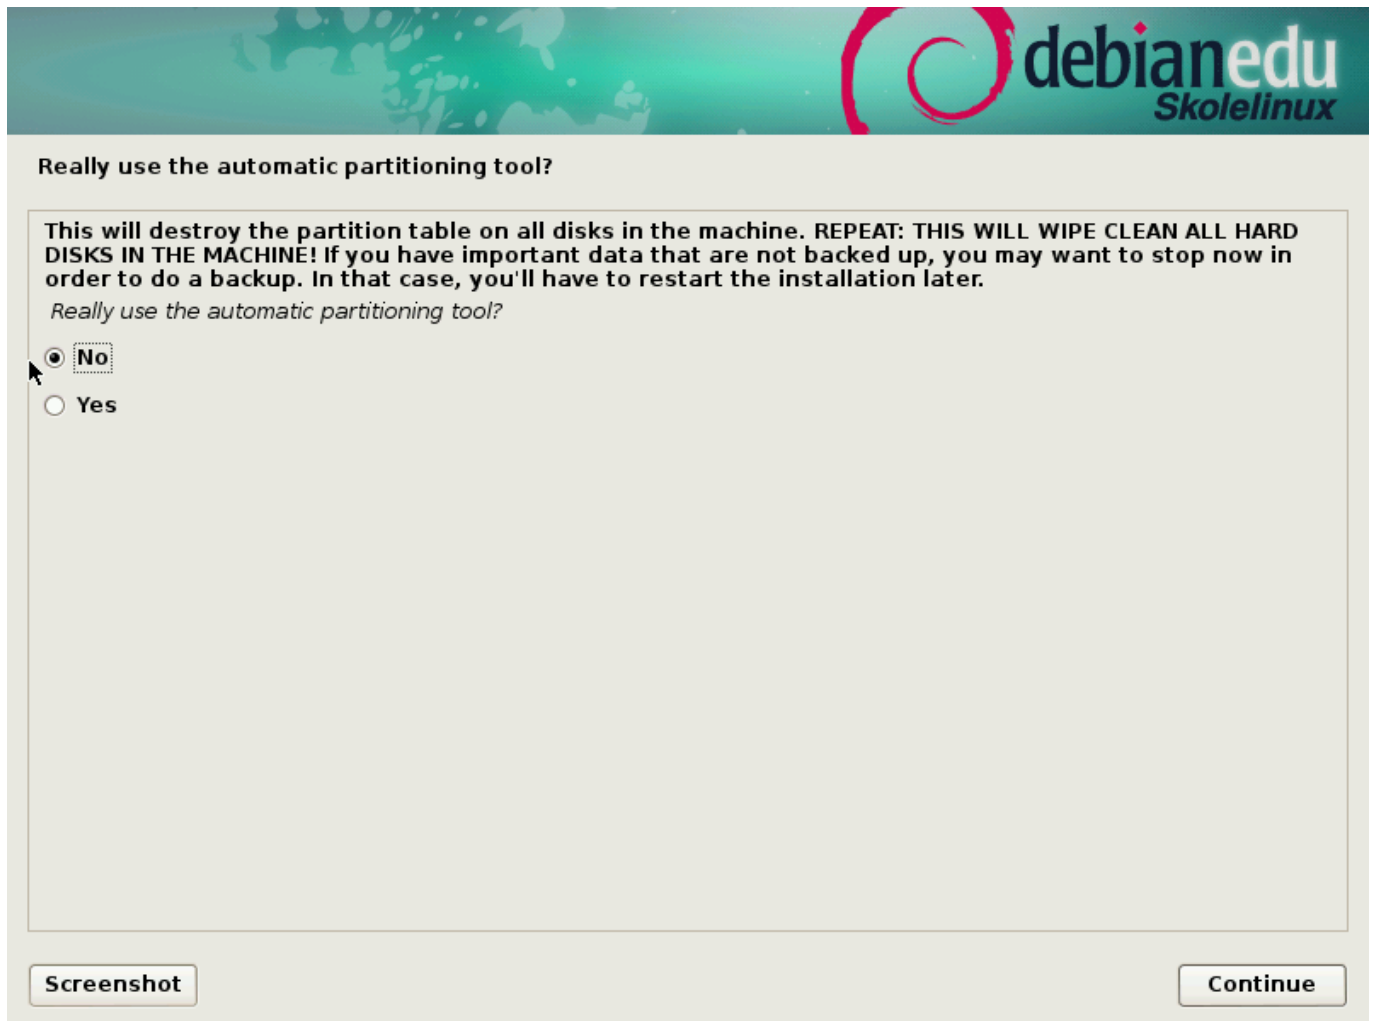 debianedu
Skolelinux
Really use the automatic partitioning tool?
This will destroy the partition table on all disks in the machine. REPEAT: THIS WILL WIPE CLEAN ALL HARD
DISKS IN THE MACHINE! If you have important data that are not backed up, you may want to stop now in
order to do a backup. In that case, you'll have to restart the installation later.
Really use the automatic partitioning tool?
No
Yes
Screenshot
Continue